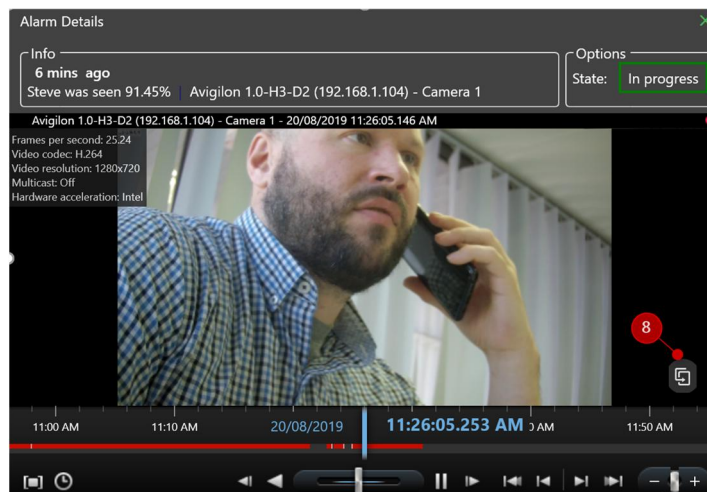 Alarm Details
Info
6 mins ago
Steve was seen 91.45% | Avigilon 1.0-H3-D2 (192.168.1.104) - Camera 1
Options
State: In progress
Avigilon 1.0-H3-D2 (192.168.1.104) - Camera 1 - 20/08/2019 11:26:05.146 AM
Frames per second: 25.24
Video codec: H.264
Video resolution: 1280x720
Multicast: Off
Hardware acceleration: Intel
8
11:00 AM 11:10 AM 20/08/2019 11:26:05.253 AM AM 11:50 AM